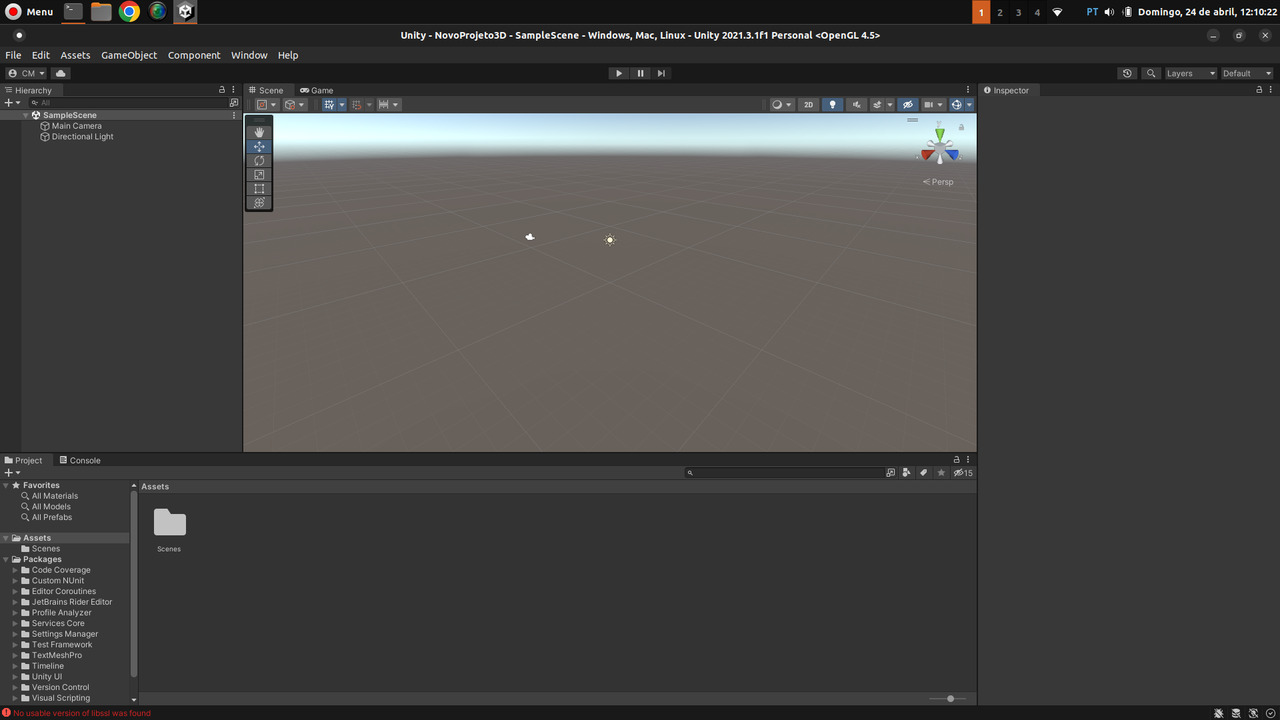 Menu
1 2 3 4 PT Domingo, 24 de abril, 12:10:22
Unity - NovoProjeto3D - SampleScene - Windows, Mac, Linux - Unity 2021.3.1f1 Personal <OpenGL 4.5>
File Edit Assets GameObject Component Window Help
CM Layers Default
Hierarchy
All
SampleScene
Main Camera
Directional Light
Scene Game
2D
Persp
Inspector
Project Console
15
Favorites
All Materials
All Models
All Prefabs
Assets
Scenes
Packages
Code Coverage
Custom NUnit
Editor Coroutines
JetBrains Rider Editor
Profile Analyzer
Services Core
Settings Manager
Test Framework
TextMeshPro
Timeline
Unity UI
Version Control
Visual Scripting
Assets
Scenes
No usable version of libssl was found